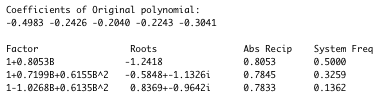 Coefficients of Original polynomial:
-0.4983 -0.2426 -0.2040 -0.2243 -0.3041
Factor Roots Abs Recip System Freq
1+0.8053B -1.2418 0.8053 0.5000
1+0.7199B+0.6155B^2 -0.5848+-1.1326i 0.7845 0.3259
1-1.0268B+0.6135B^2 0.8369+-0.9642i 0.7833 0.1362